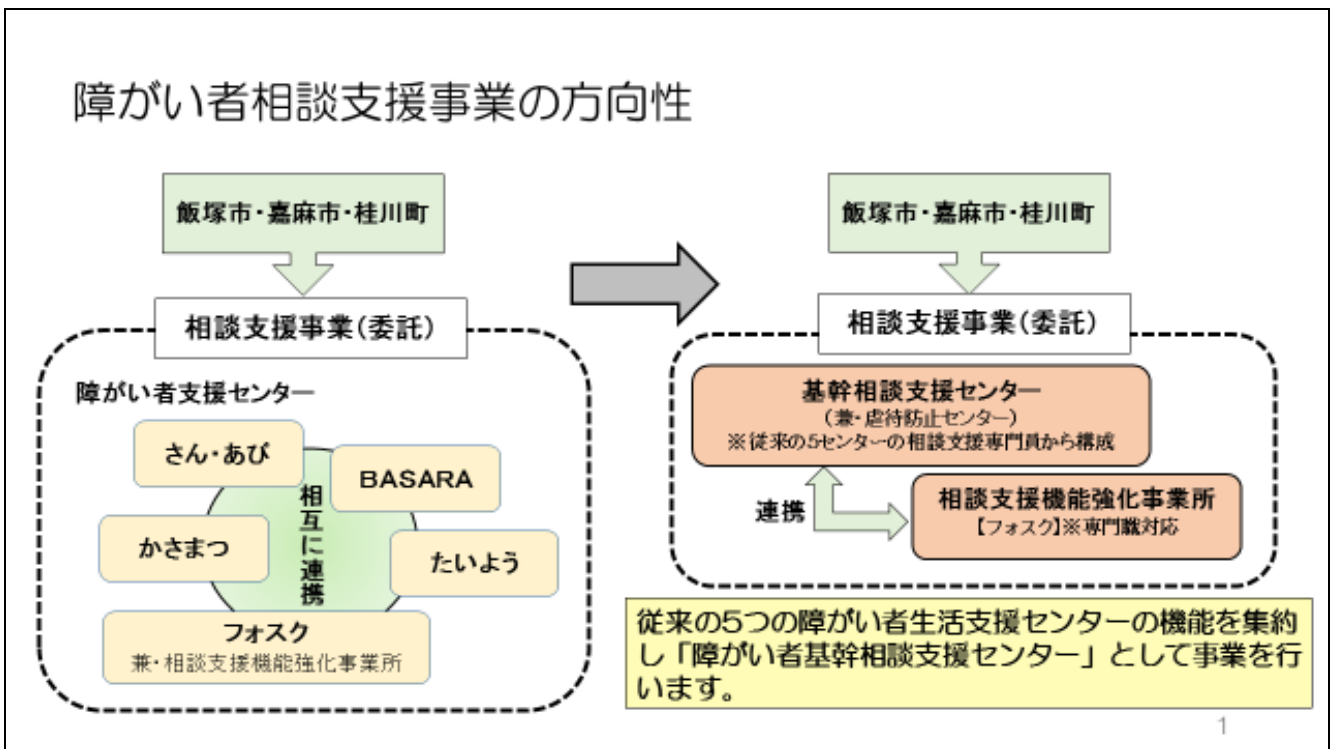 障がい者相談支援事業の方向性
飯塚市・嘉麻市・桂川町
相談支援事業(委託)
障がい者支援センター
さん・あび
BASARA
かさまつ
たいよう
相互に連携
フォスク
兼・相談支援機能強化事業所
飯塚市・嘉麻市・桂川町
相談支援事業(委託)
基幹相談支援センター
(兼・虐待防止センター)
※従来の5センターの相談支援専門員から構成
連携
相談支援機能強化事業所
【フォスク】※専門職対応
従来の5つの障がい者生活支援センターの機能を集約
し「障がい者基幹相談支援センター」として事業を行
います。
1